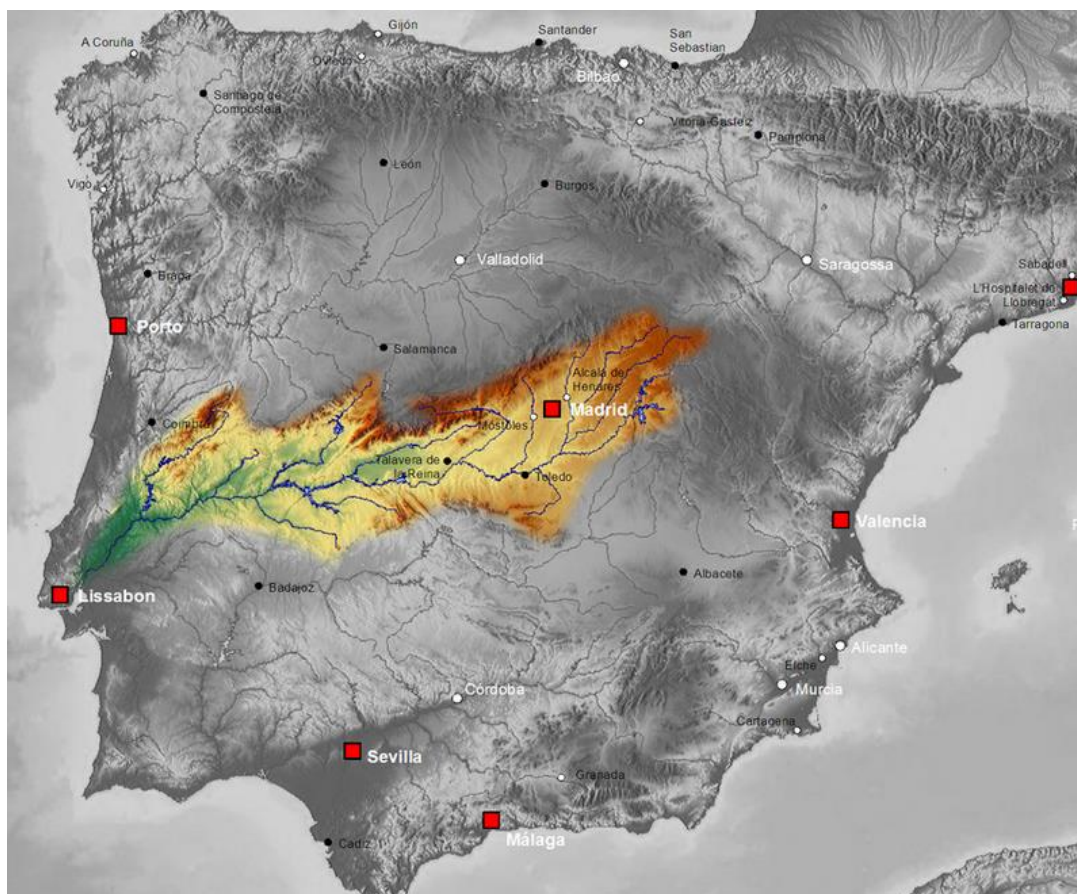 Gijón
A Coruña
Santander
San
Sebastian
Oviedo
Bilbao
Santiago de
Compostela
Vitoria-Gasteiz
Pamplona
León
Vigo
Burgos
Valladolid
Saragossa
Sabadell
Braga
L'Hospitalet de
Llobregat
Porto
Tarragona
Salamanca
Alcalá de
Henares
Madrid
Coimbra
Móstoles
Talavera de
la Reina
Toledo
Valencia
Albacete
Badajoz
Lissabon
Alicante
Elche
Murcia
Córdoba
Cartagena
Sevilla
Granada
Málaga
Cadiz